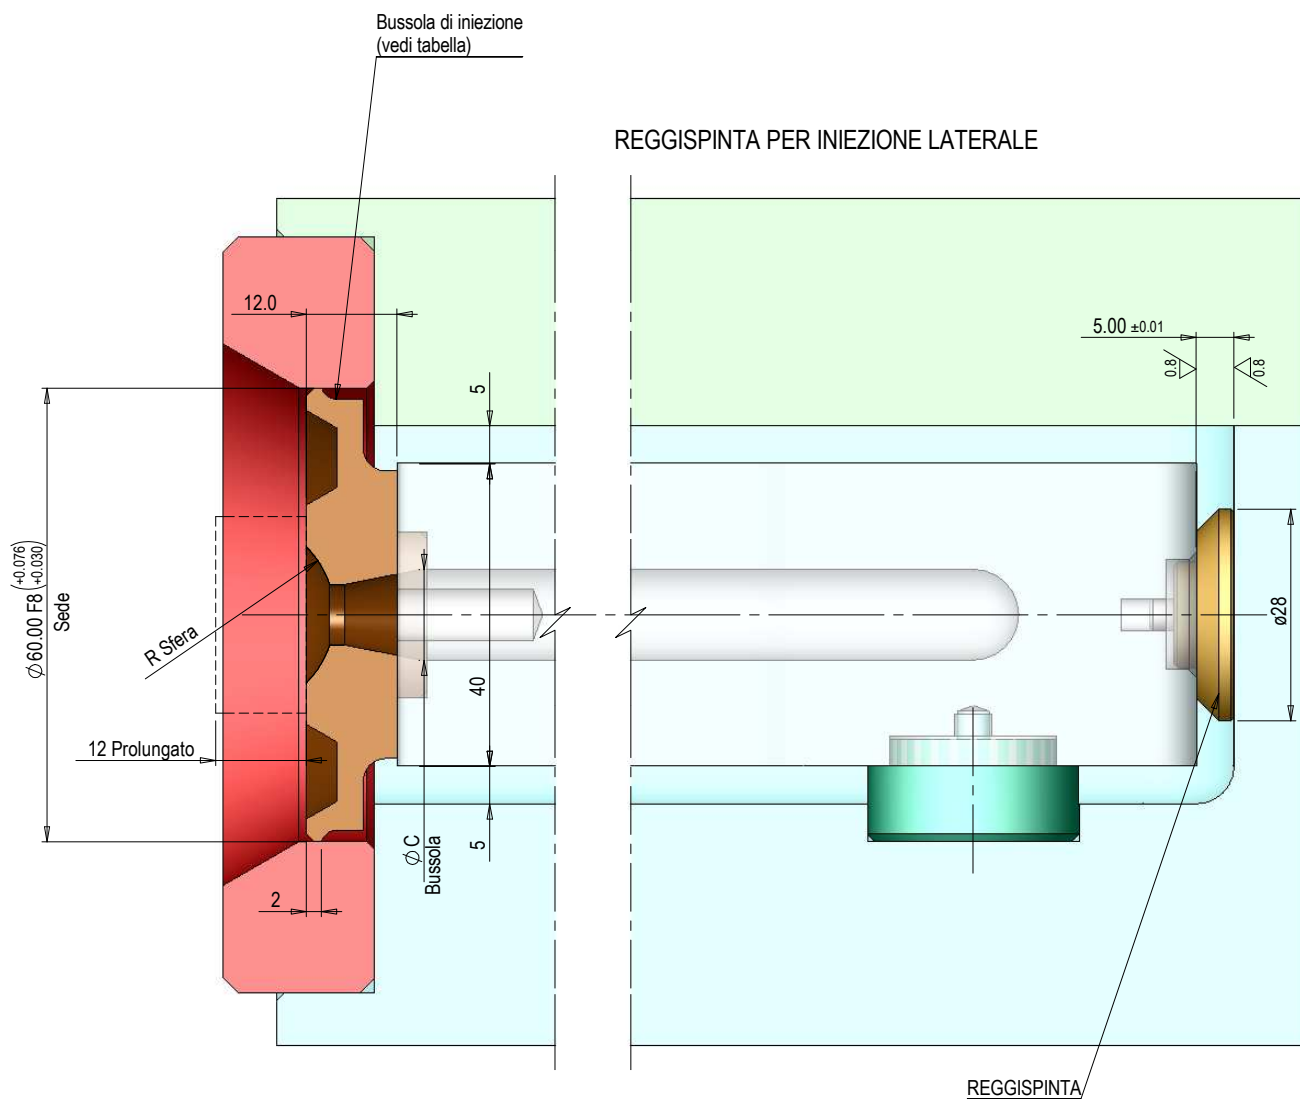 Bussola di iniezione
(vedi tabella)
REGGISPINTA PER INIEZIONE LATERALE
12.0
5.00 ±0.01
0.8
0.8
5
∅ 60.00 F8 (+0.076 +0.030)
Sede
R Sfera
ø28
40
12 Prolungato
∅ C
Bussola
5
2
REGGISPINTA